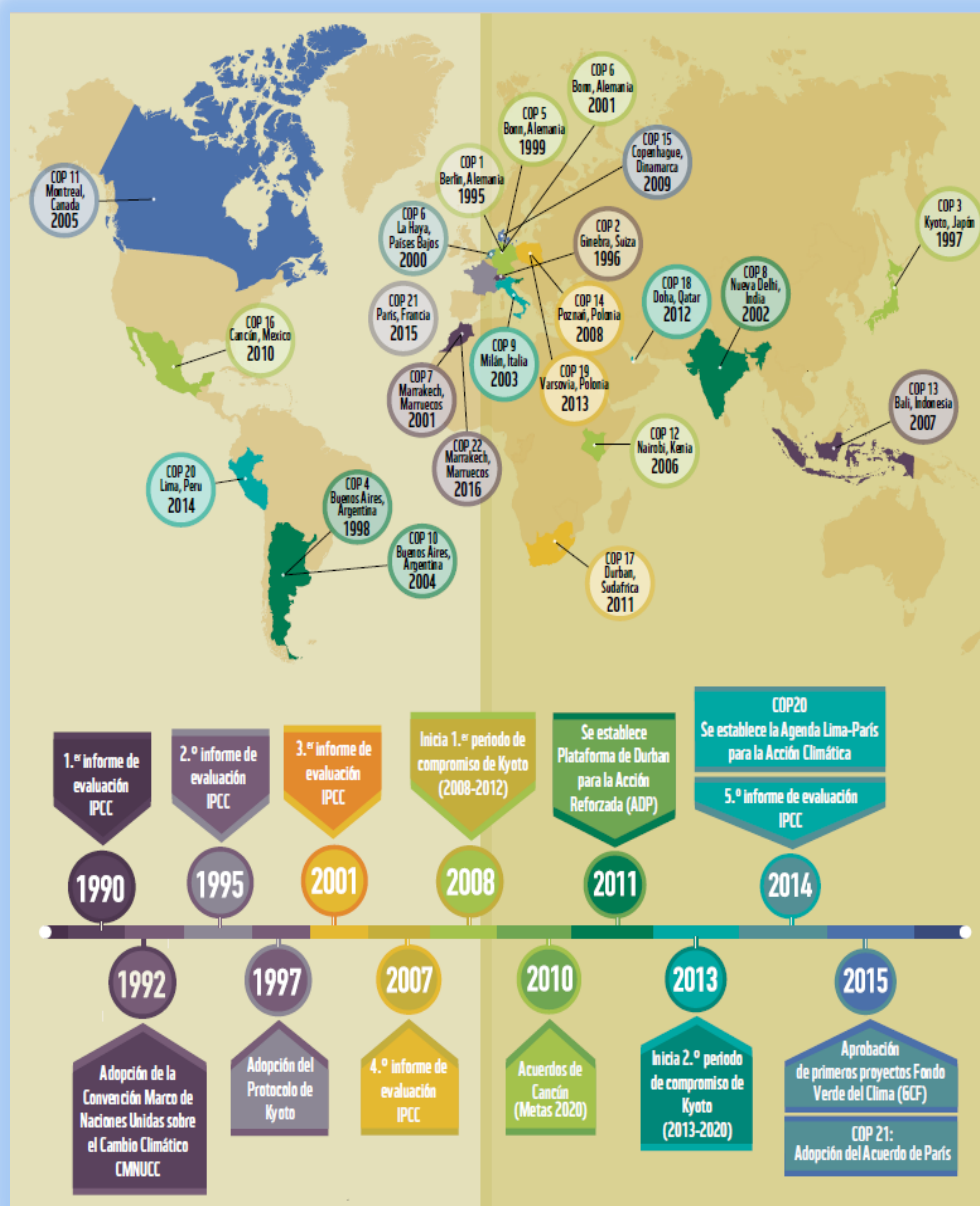 COP 6
Bonn, Alemania
2001
COP 5
Bonn, Alemania
1999
COP 15
Copenhague,
Dinamarca
2009
COP 1
Berlín, Alemania
1995
COP 11
Montreal,
Canada
2005
COP 3
Kyoto, Japón
1997
COP 6
La Haya,
Países Bajos
2000
COP 2
Ginebra, Suiza
1996
COP 18
Doha, Qatar
2012
COP 8
Nueva Delhi,
India
2002
COP 21
París, Francia
2015
COP 14
Poznań, Polonia
2008
COP 16
Cancún, Mexico
2010
COP 9
Milán, Italia
2003
COP 19
Varsovia, Polonia
2013
COP 7
Marrakech,
Marruecos
2001
COP 13
Bali, Indonesia
2007
COP 22
Marrakech,
Marruecos
2016
COP 12
Nairobi, Kenia
2006
COP 20
Lima, Peru
2014
COP 4
Buenos Aires,
Argentina
1998
COP 10
Buenos Aires,
Argentina
2004
COP 17
Durban,
Sudafrica
2011
1.er informe de
evaluación
IPCC
1990
2.º informe de
evaluación
IPCC
1995
3.er informe de
evaluación
IPCC
2001
Inicia 1.er periodo de
compromiso de Kyoto
(2008-2012)
2008
Se establece
Plataforma de Durban
para la Acción
Reforzada (ADP)
2011
COP20
Se establece la Agenda Lima-París
para la Acción Climática
5.º informe de evaluación
IPCC
2014
1992
Adopción de la
Convención Marco de
Naciones Unidas sobre
el Cambio Climático
CMNUCC
1997
Adopción del
Protocolo de
Kyoto
2007
4.º informe de
evaluación
IPCC
2010
Acuerdos de
Cancún
(Metas 2020)
2013
Inicia 2.º periodo
de compromiso de
Kyoto
(2013-2020)
2015
Aprobación
de primeros proyectos Fondo
Verde del Clima (GCF)
COP 21:
Adopción del Acuerdo de París